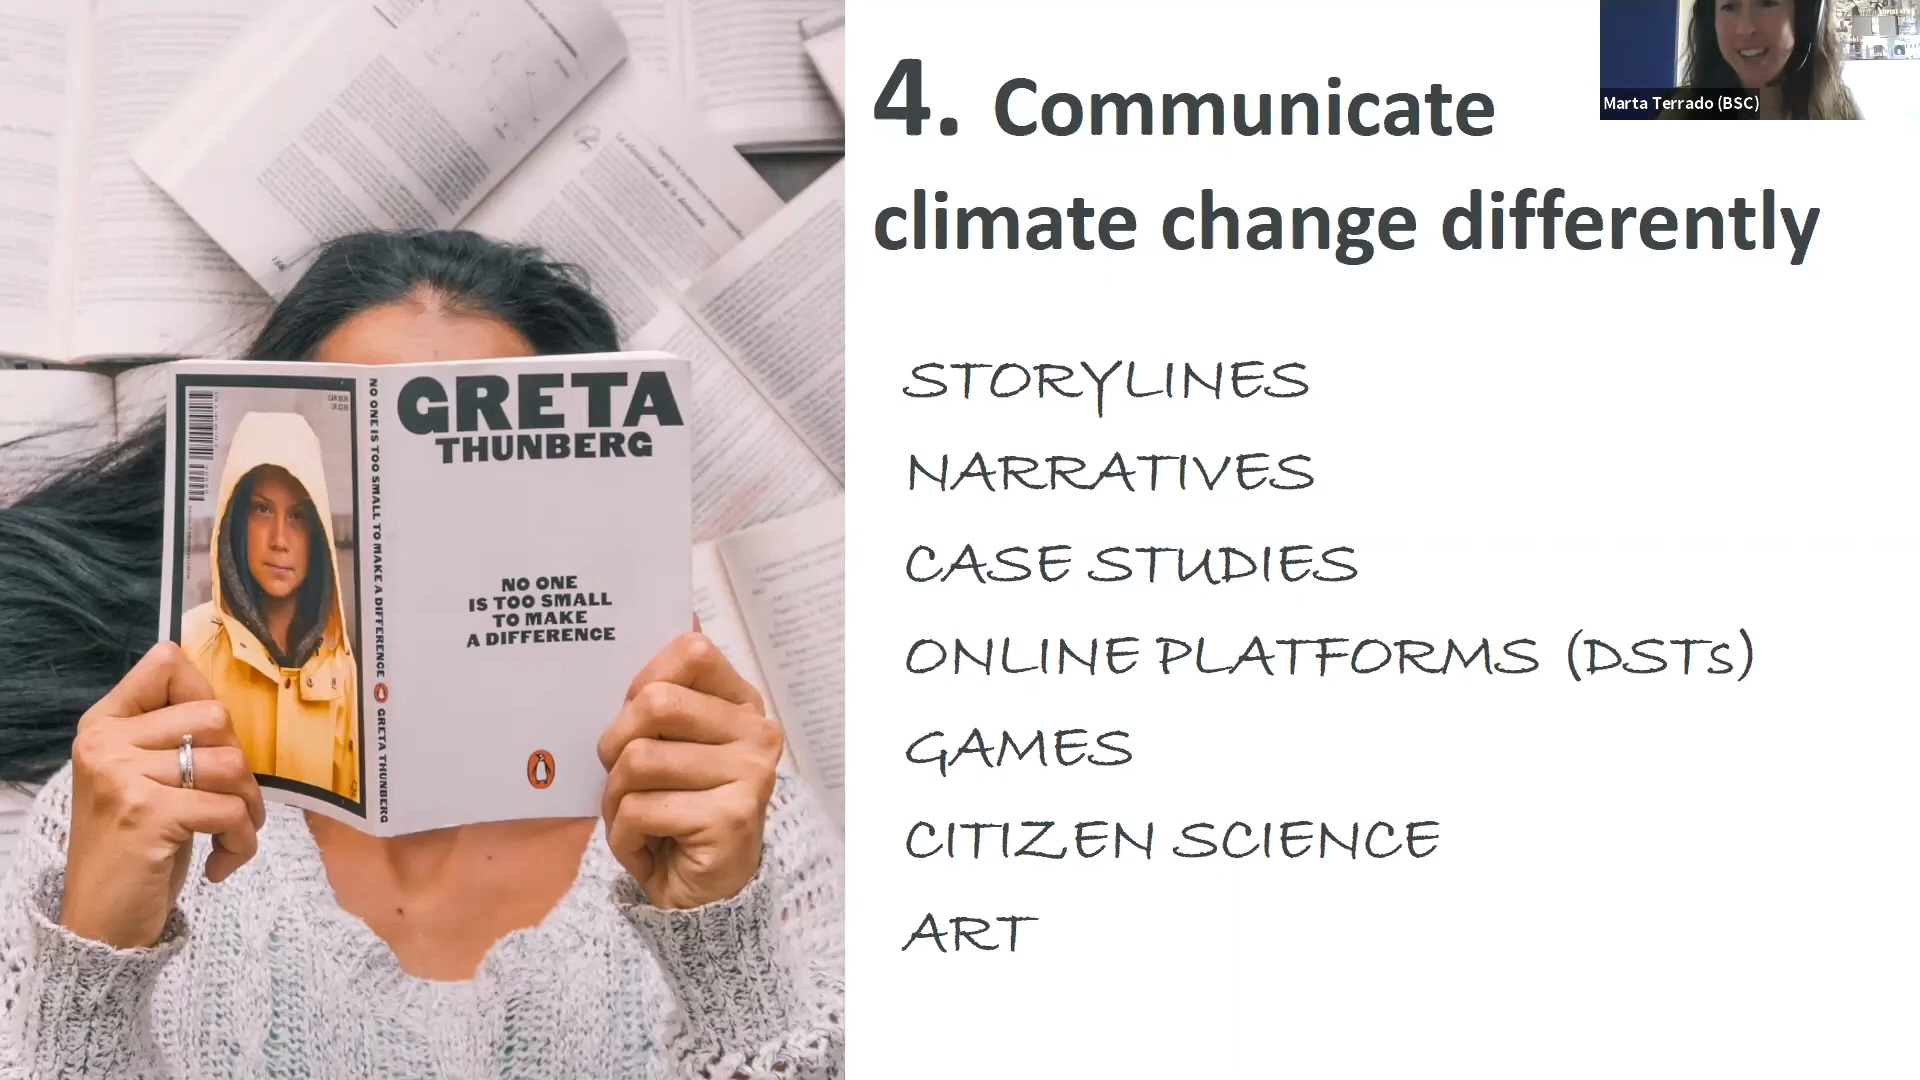 4. Communicate
climate change differently
Marta Terrado (BSC)
STORYLINES
NARRATIVES
CASE STUDIES
ONLINE PLATFORMS (DSTs)
GAMES
CITIZEN SCIENCE
ART
GRETA
THUNBERG
NO ONE
IS TOO SMALL
TO MAKE
A DIFFERENCE
NO ONE IS TOO SMALL TO MAKE A DIFFERENCE GRETA THUNBERG